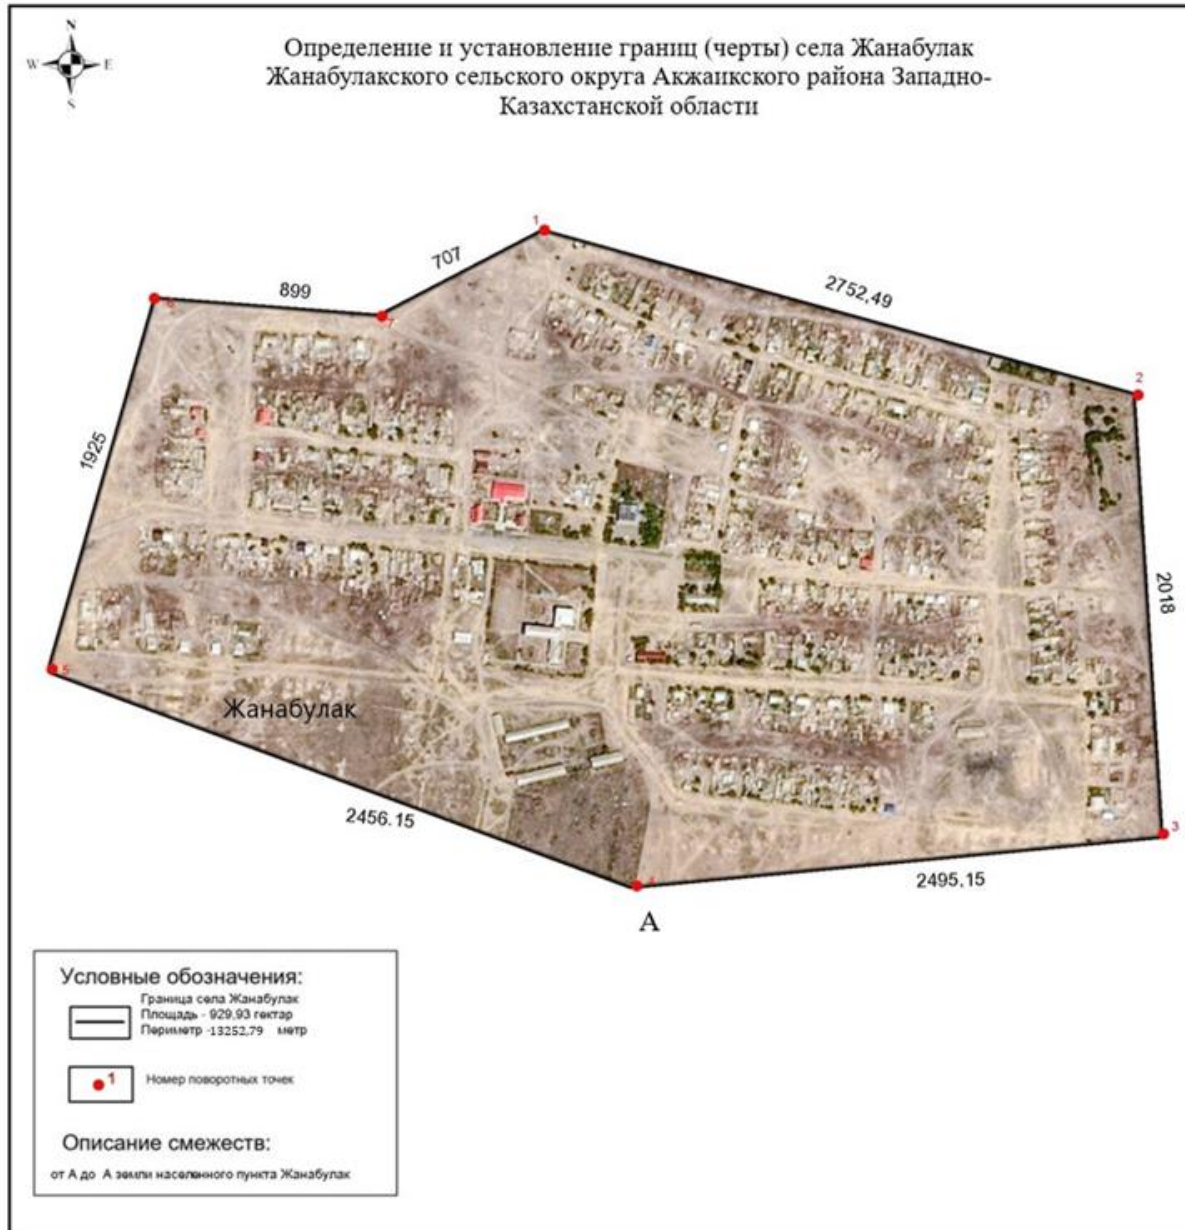 N
W E
S
Определение и установление границ (черты) села Жанабулак
Жанабулакского сельского округа Акжаикского района Западно-
Казахстанской области
1
707
2752,49
899
6
7
2
1925
2018
5
Жанабулак
2456.15
3
4
2495,15
А
Условные обозначения:
Граница села Жанабулак
Площадь - 929,93 гектар
Периметр -13252,79 метр
1
Номер поворотных точек
Описание смежеств:
от А до А земли населенного пункта Жанабулак